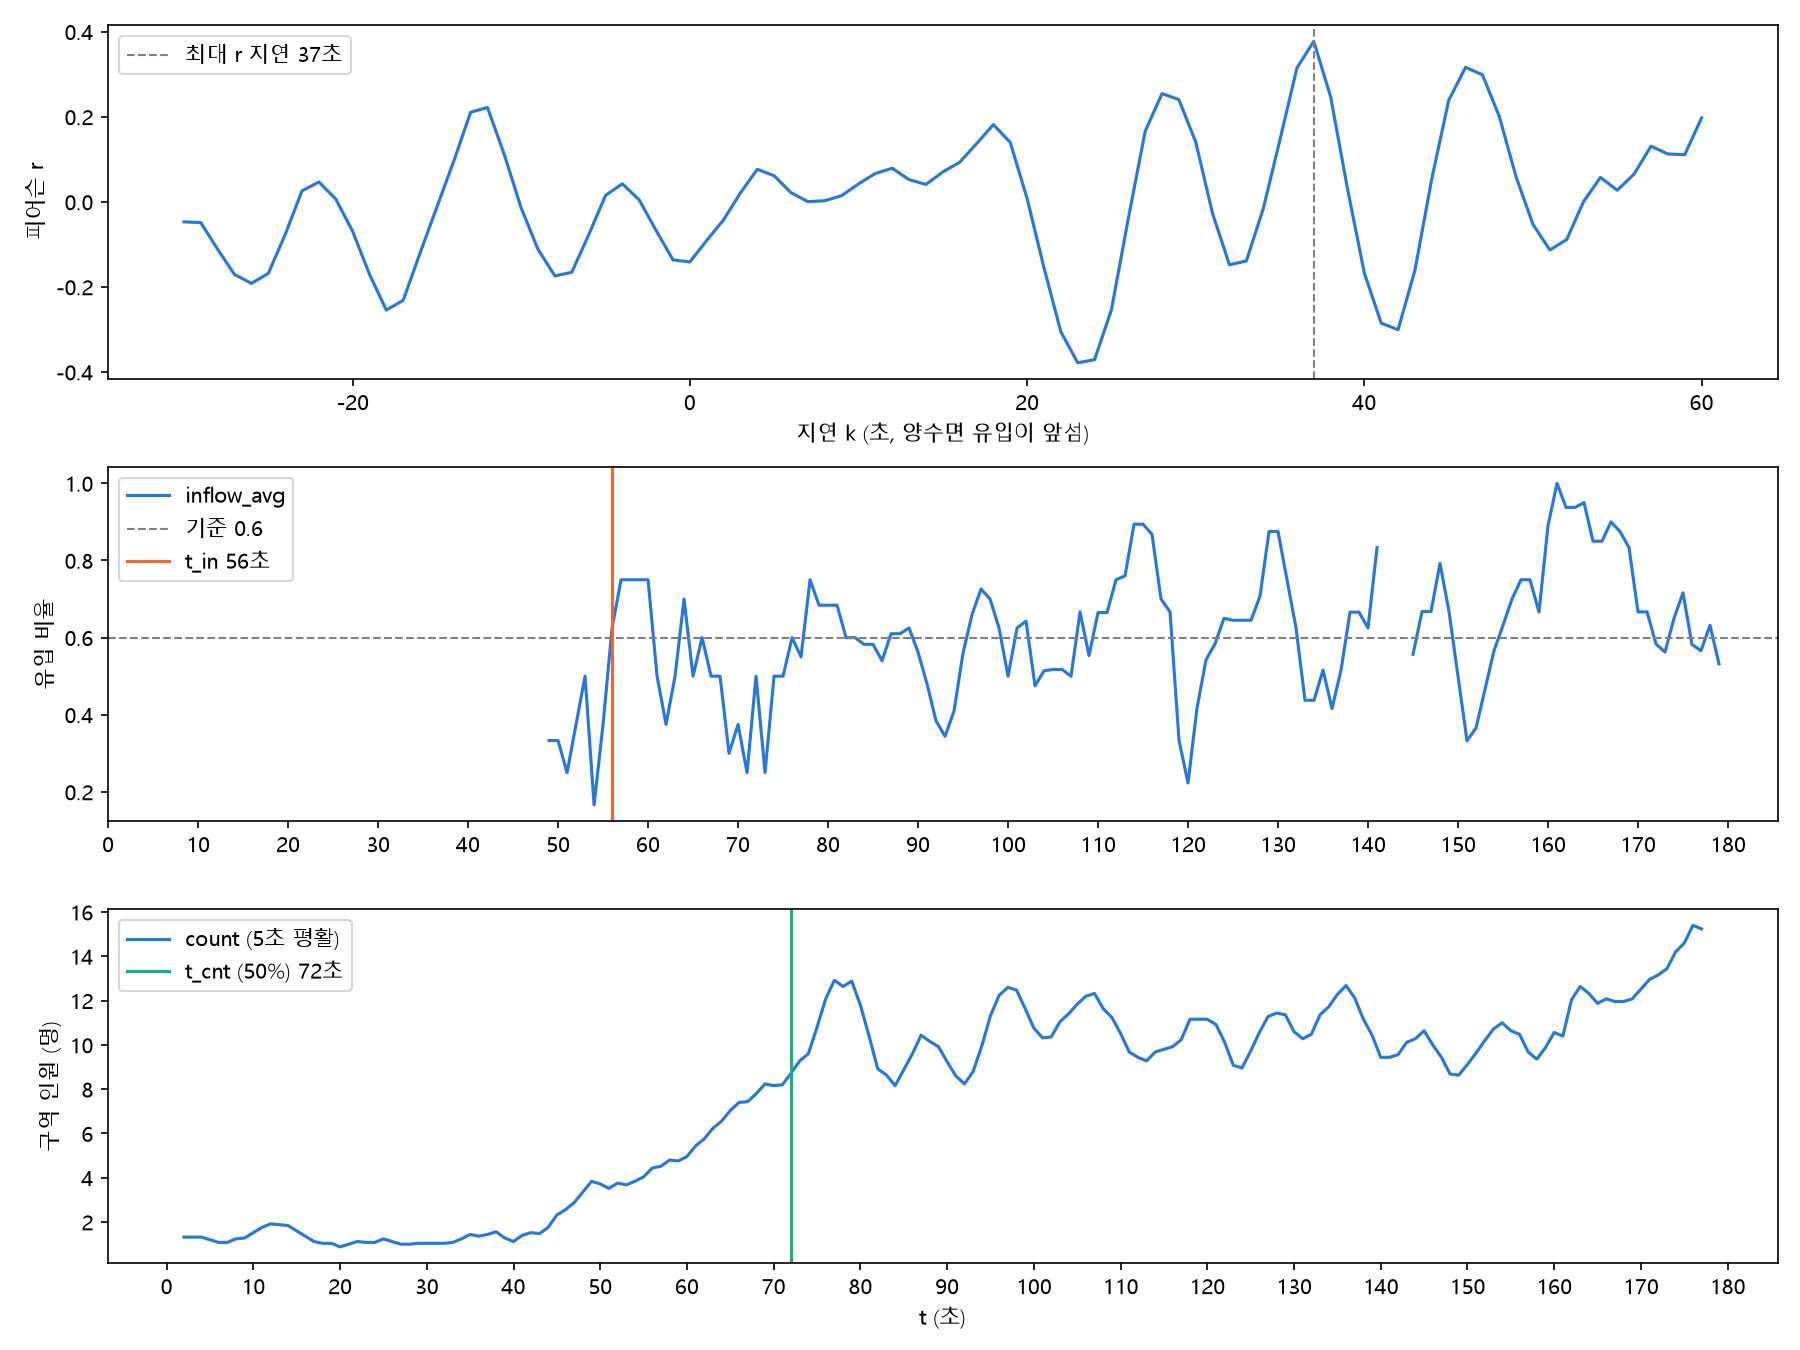 최대 r 지연 37초
피어슨 r
0.4
0.2
0.0
-0.2
-0.4
-20 0 20 40 60
지연 k (초, 양수면 유입이 앞섬)
inflow_avg
기준 0.6
t_in 56초
유입 비율
1.0
0.8
0.6
0.4
0.2
0 10 20 30 40 50 60 70 80 90 100 110 120 130 140 150 160 170 180
count (5초 평활)
t_cnt (50%) 72초
구역 인원 (명)
16
14
12
10
8
6
4
2
0 10 20 30 40 50 60 70 80 90 100 110 120 130 140 150 160 170 180
t (초)